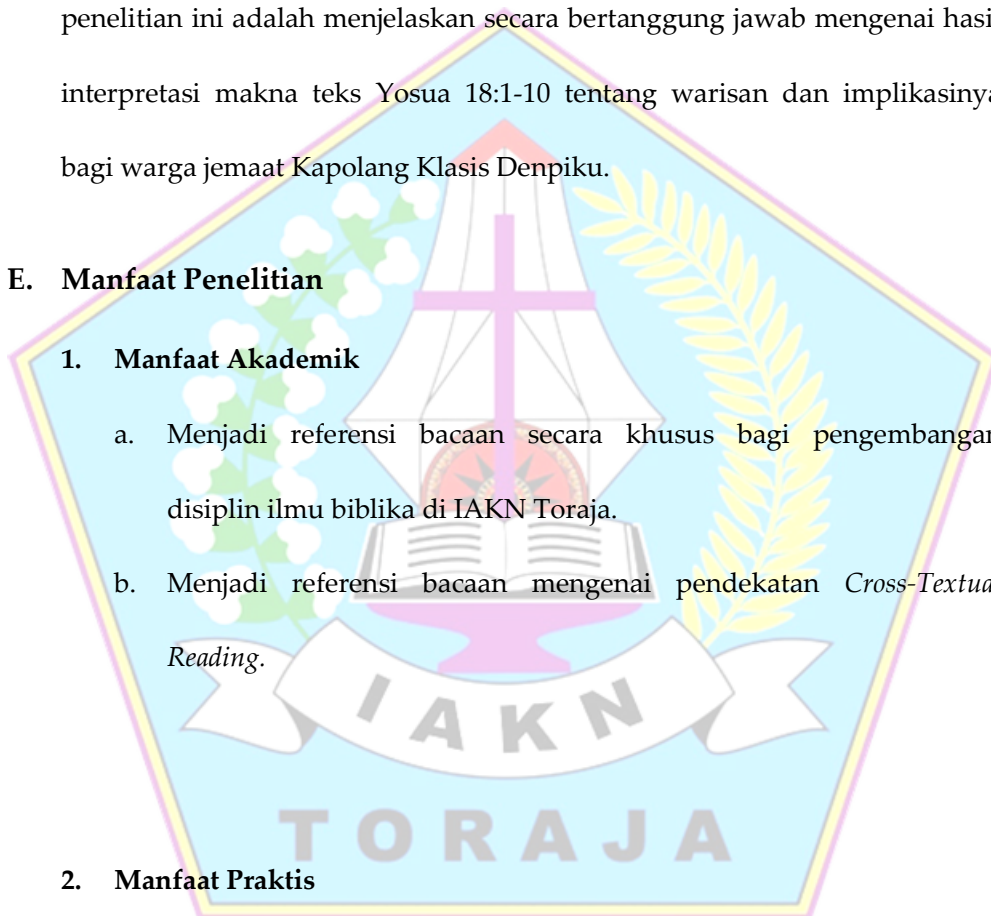 penelitian ini adalah menjelaskan secara bertanggung jawab mengenai hasi
interpretasi makna teks Yosua 18:1-10 tentang warisan dan implikasinya
bagi warga jemaat Kapolang Klasis Denpiku.
E. Manfaat Penelitian
1. Manfaat Akademik
a. Menjadi referensi bacaan secara khusus bagi pengembangan
disiplin ilmu biblika di IAKN Toraja.
b. Menjadi referensi bacaan mengenai pendekatan Cross-Textua
Reading.
IAKN
TORAJA
2. Manfaat Praktis